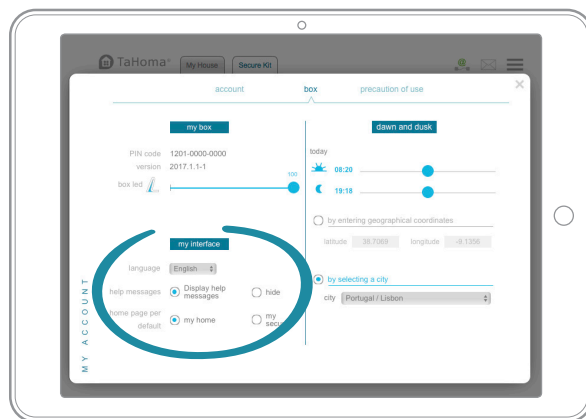 TaHoma®
My House
Secure Kit
account
box
precaution of use
my box
PIN code 1201-0000-0000
version 2017.1.1-1
box led
100
my interface
language English
help messages Display help messages hide
home page per default my home my
MY ACCOUNT
dawn and dusk
today
08:20
19:18
by entering geographical coordinates
latitude 38.7069 longitude -9.1356
by selecting a city
city Portugal / Lisbon